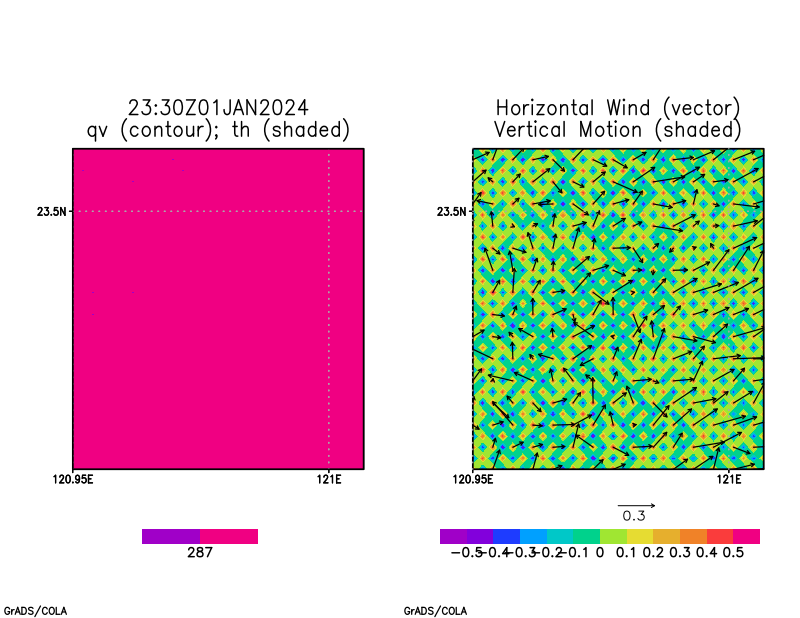 23:30Z01JAN2024
qv (contour); th (shaded)
23.5N
120.95E
121E
287
GrADS/COLA
Horizontal Wind (vector)
Vertical Motion (shaded)
23.5N
120.95E
121E
0.3
-0.5 -0.4 -0.3 -0.2 -0.1 0 0.1 0.2 0.3 0.4 0.5
GrADS/COLA